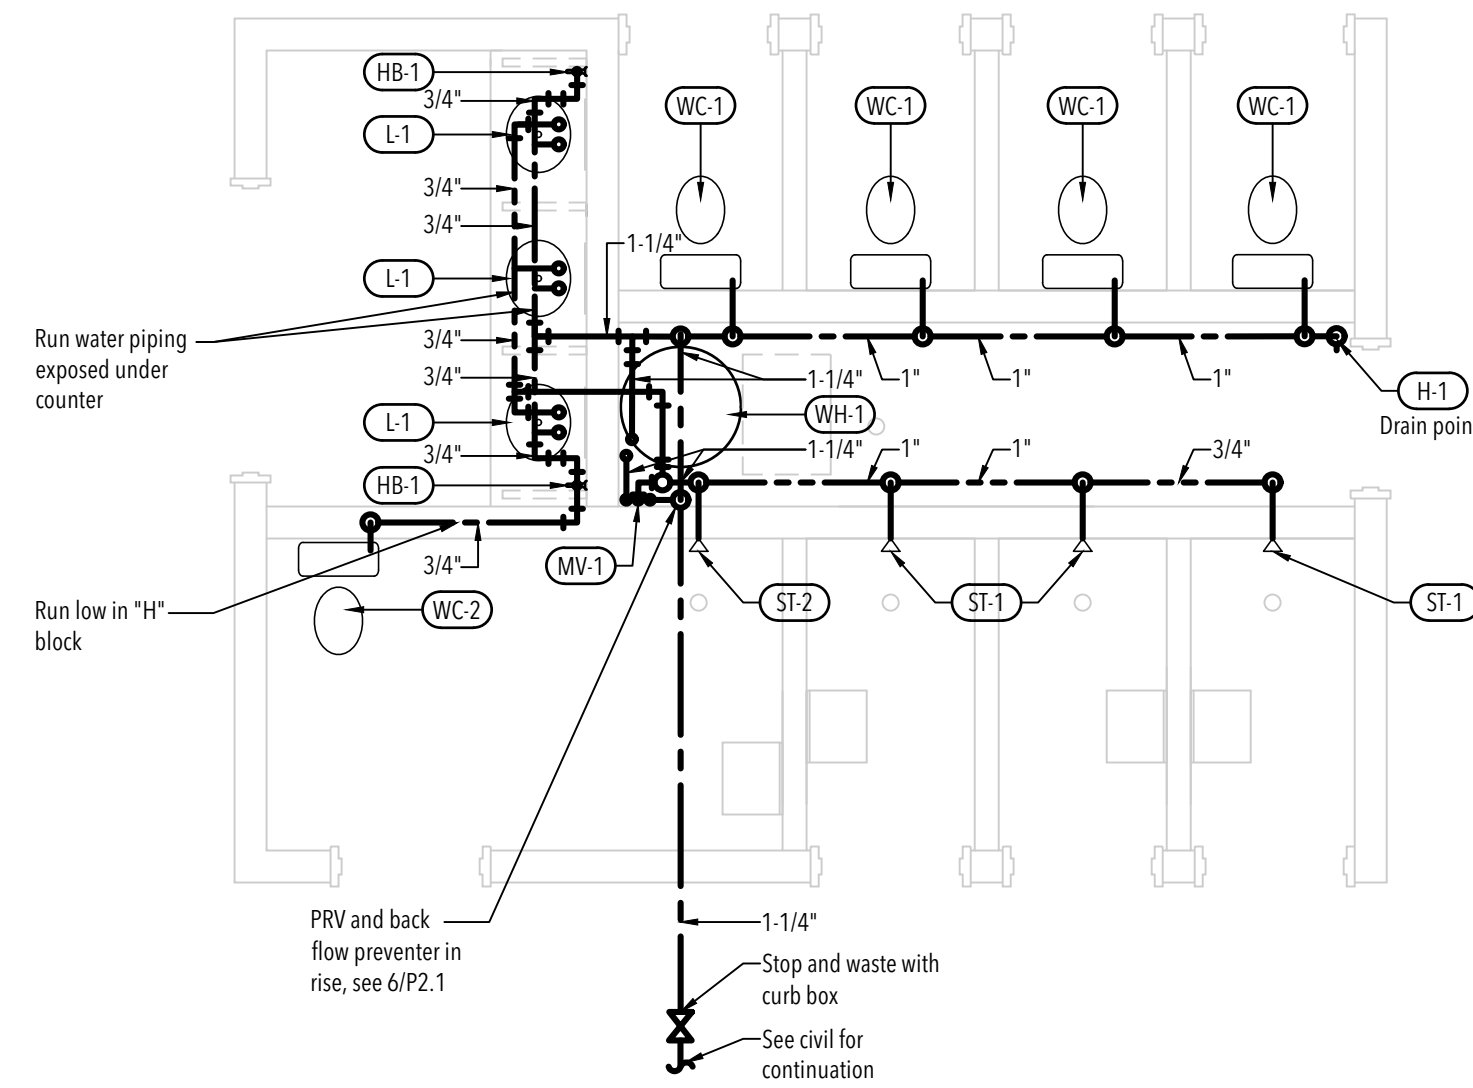 HB-1
3/4"
L-1
3/4"
3/4"
L-1
3/4"
3/4"
L-1
3/4"
HB-1
3/4"
WC-2
MV-1
WC-1
WC-1
WC-1
WC-1
1-1/4"
1-1/4"
1"
1"
1"
WH-1
H-1
Drain poin
1-1/4"
1"
1"
3/4"
ST-2
ST-1
ST-1
Run water piping
exposed under
counter
Run low in "H"
block
PRV and back
flow preventer in
rise, see 6/P2.1
1-1/4"
Stop and waste with
curb box
See civil for
continuation